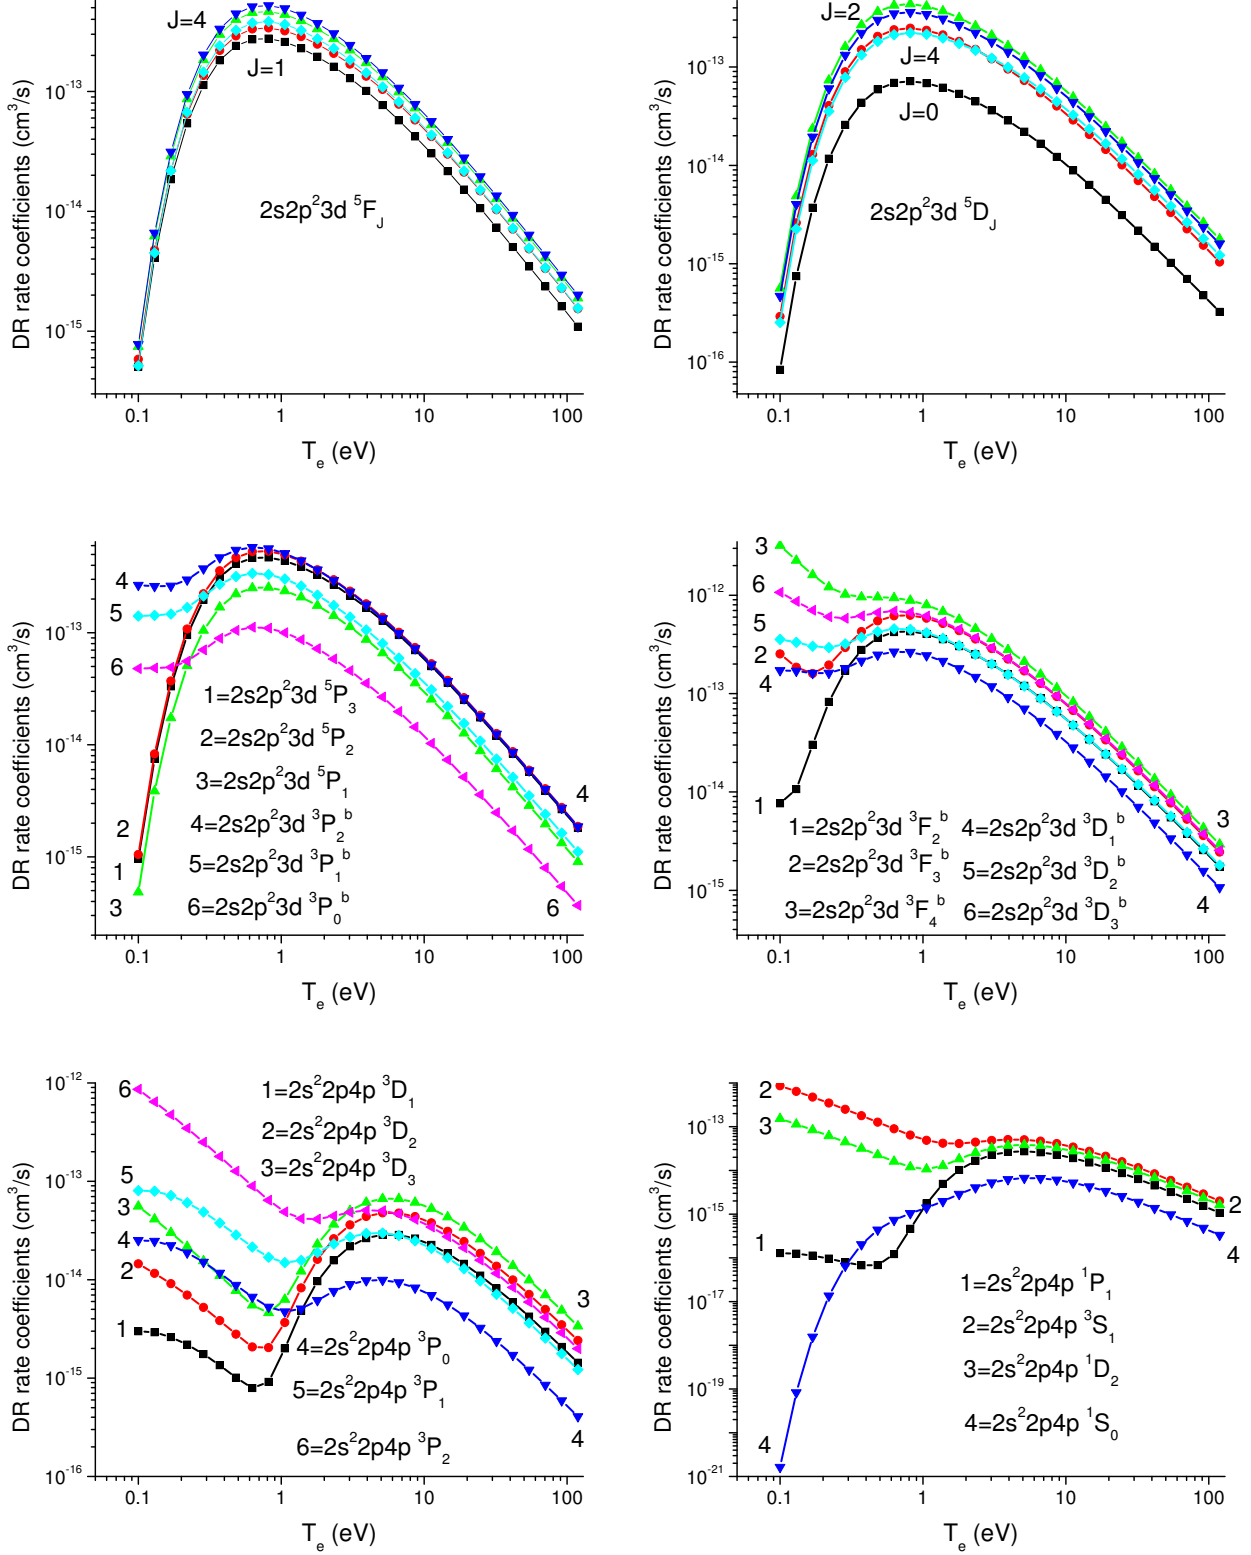 J=4
J=1
10^-13
10^-14
10^-15
DR rate coefficients (cm^3/s)
2s2p^2 3d ^5F_J
0.1 1 10 100
T_e (eV)
J=2
J=4
J=0
10^-13
10^-14
10^-15
10^-16
DR rate coefficients (cm^3/s)
2s2p^2 3d ^5D_J
0.1 1 10 100
T_e (eV)
4
5
6
2
1
3
4
6
10^-13
10^-14
10^-15
DR rate coefficients (cm^3/s)
1=2s2p^2 3d ^5P_3
2=2s2p^2 3d ^5P_2
3=2s2p^2 3d ^5P_1
4=2s2p^2 3d ^3P_2^b
5=2s2p^2 3d ^3P_1^b
6=2s2p^2 3d ^3P_0^b
0.1 1 10 100
T_e (eV)
3
6
5
2
4
1
3
4
10^-12
10^-13
10^-14
10^-15
DR rate coefficients (cm^3/s)
1=2s2p^2 3d ^3F_2^b
2=2s2p^2 3d ^3F_3^b
3=2s2p^2 3d ^3F_4^b
4=2s2p^2 3d ^3D_1^b
5=2s2p^2 3d ^3D_2^b
6=2s2p^2 3d ^3D_3^b
0.1 1 10 100
T_e (eV)
6
5
3
4
2
1
3
4
10^-12
10^-13
10^-14
10^-15
10^-16
DR rate coefficients (cm^3/s)
1=2s^2 2p4p ^3D_1
2=2s^2 2p4p ^3D_2
3=2s^2 2p4p ^3D_3
4=2s^2 2p4p ^3P_0
5=2s^2 2p4p ^3P_1
6=2s^2 2p4p ^3P_2
0.1 1 10 100
T_e (eV)
2
3
1
4
2
4
10^-13
10^-15
10^-17
10^-19
10^-21
DR rate coefficients (cm^3/s)
1=2s^2 2p4p ^1P_1
2=2s^2 2p4p ^3S_1
3=2s^2 2p4p ^1D_2
4=2s^2 2p4p ^1S_0
0.1 1 10 100
T_e (eV)